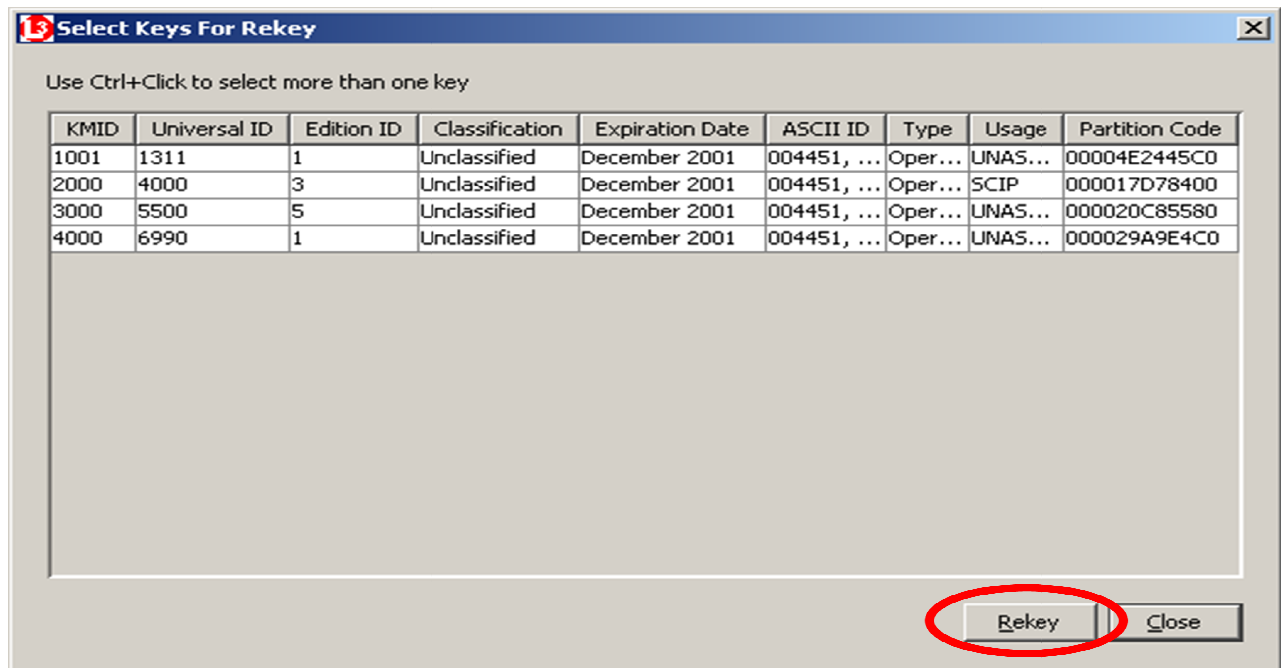 L3 Select Keys For Rekey
Use Ctrl+Click to select more than one key
KMID Universal ID Edition ID Classification Expiration Date ASCII ID Type Usage Partition Code
1001 1311 1 Unclassified December 2001 004451, ... Oper... UNAS... 00004E2445C0
2000 4000 3 Unclassified December 2001 004451, ... Oper... SCIP 000017D78400
3000 5500 5 Unclassified December 2001 004451, ... Oper... UNAS... 000020C85580
4000 6990 1 Unclassified December 2001 004451, ... Oper... UNAS... 000029A9E4C0
Rekey Close